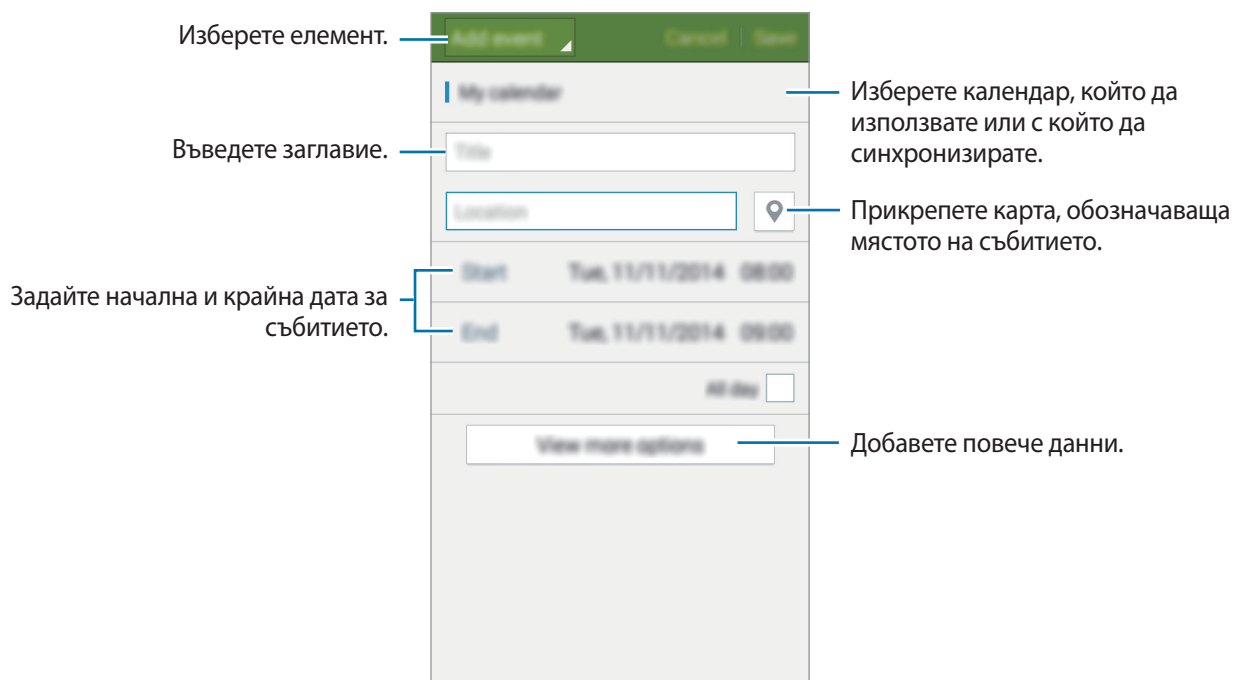 Изберете елемент.
Add event
Cancel
Save
My calendar
Изберете календар, който да
използвате или с който да
синхронизирате.
Въведете заглавие.
Title
Location
Прикрепете карта, обозначаваща
мястото на събитието.
Задайте начална и крайна дата за
събитието.
Start Tue, 11/11/2014 08:00
End Tue, 11/11/2014 09:00
All day
View more options
Добавете повече данни.